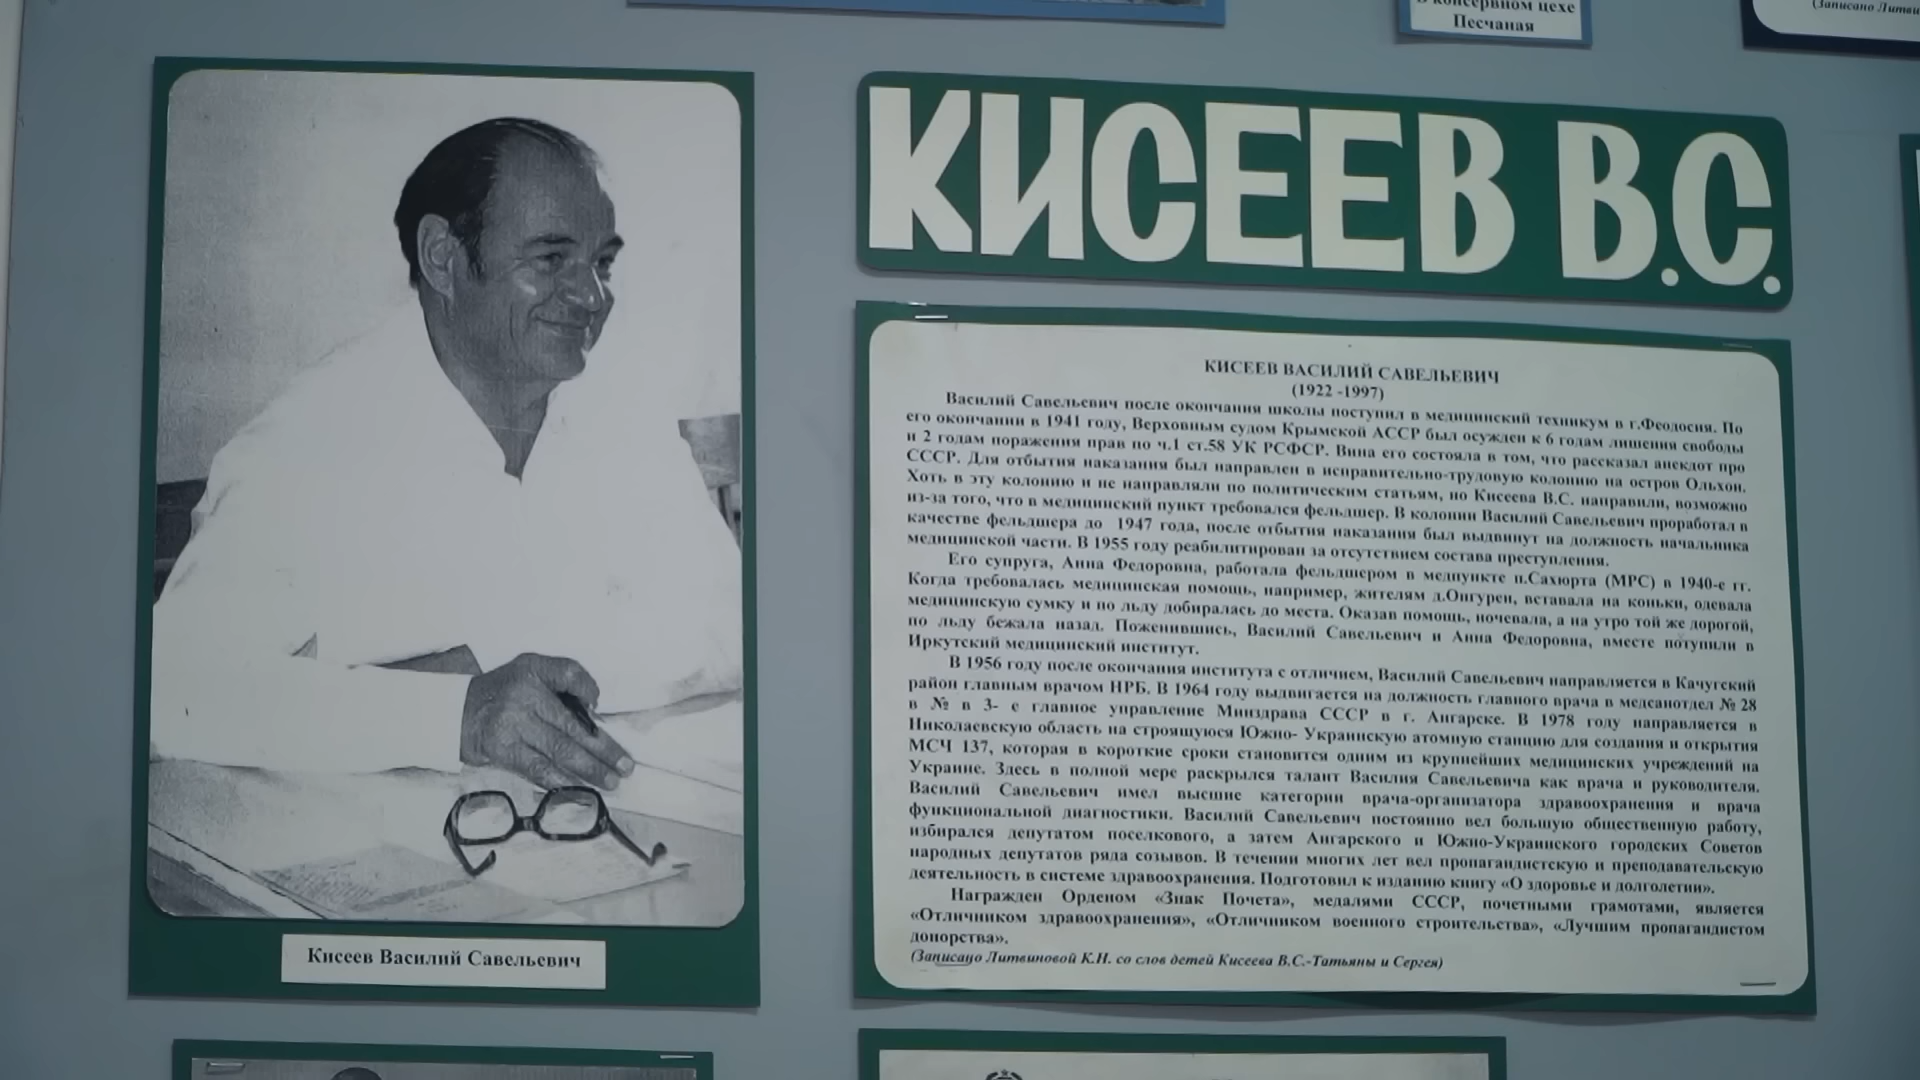 В консервном цехе
Песчаная
(Записано Литви
КИСЕЕВ В.С.
КИСЕЕВ ВАСИЛИЙ САВЕЛЬЕВИЧ
(1922 -1997)
Василий Савельевич после окончания школы поступил в медицинский техникум в г.Феодосия. По
его окончании в 1941 году, Верховным судом Крымской АССР был осужден к 6 годам лишения свободы
и 2 годам поражения прав по ч.1 ст.58 УК РСФСР. Вина его состояла в том, что рассказал анекдот про
СССР. Для отбытия наказания был направлен в исправительно-трудовую колонию на остров Ольхон.
Хоть в эту колонию и не направляли по политическим статьям, но Кисеева В.С. направили, возможно
из-за того, что в медицинский пункт требовался фельдшер. В колонии Василий Савельевич проработал в
качестве фельдшера до 1947 года, после отбытия наказания был выдвинут на должность начальника
медицинской части. В 1955 году реабилитирован за отсутствием состава преступления.
Его супруга, Анна Федоровна, работала фельдшером в медпункте п.Сахюрта (МРС) в 1940-е гг.
Когда требовалась медицинская помощь, например, жителям д.Онгурен, вставала на коньки, одевала
медицинскую сумку и по льду добиралась до места. Оказав помощь, ночевала, а на утро той же дорогой,
по льду бежала назад. Поженившись, Василий Савельевич и Анна Федоровна, вместе потупили в
Иркутский медицинский институт.
В 1956 году после окончания института с отличием, Василий Савельевич направляется в Качугский
район главным врачом НРБ. В 1964 году выдвигается на должность главного врача в медсанотдел № 28
в № в 3- е главное управление Минздрава СССР в г. Ангарске. В 1978 году направляется в
Николаевскую область на строящуюся Южно- Украинскую атомную станцию для создания и открытия
МСЧ 137, которая в короткие сроки становится одним из крупнейших медицинских учреждений на
Украине. Здесь в полной мере раскрылся талант Василия Савельевича как врача и руководителя.
Василий Савельевич имел высшие категории врача-организатора здравоохранения и врача
функциональной диагностики. Василий Савельевич постоянно вел большую общественную работу,
избирался депутатом поселкового, а затем Ангарского и Южно-Украинского городских Советов
народных депутатов ряда созывов. В течении многих лет вел пропагандистскую и преподавательскую
деятельность в системе здравоохранения. Подготовил к изданию книгу «О здоровье и долголетии».
Награжден Орденом «Знак Почета», медалями СССР, почетными грамотами, является
«Отличником здравоохранения», «Отличником военного строительства», «Лучшим пропагандистом
донорства».
(Записано Литвиновой К.Н. со слов детей Кисеева В.С.-Татьяны и Сергея)
Кисеев Василий Савельевич